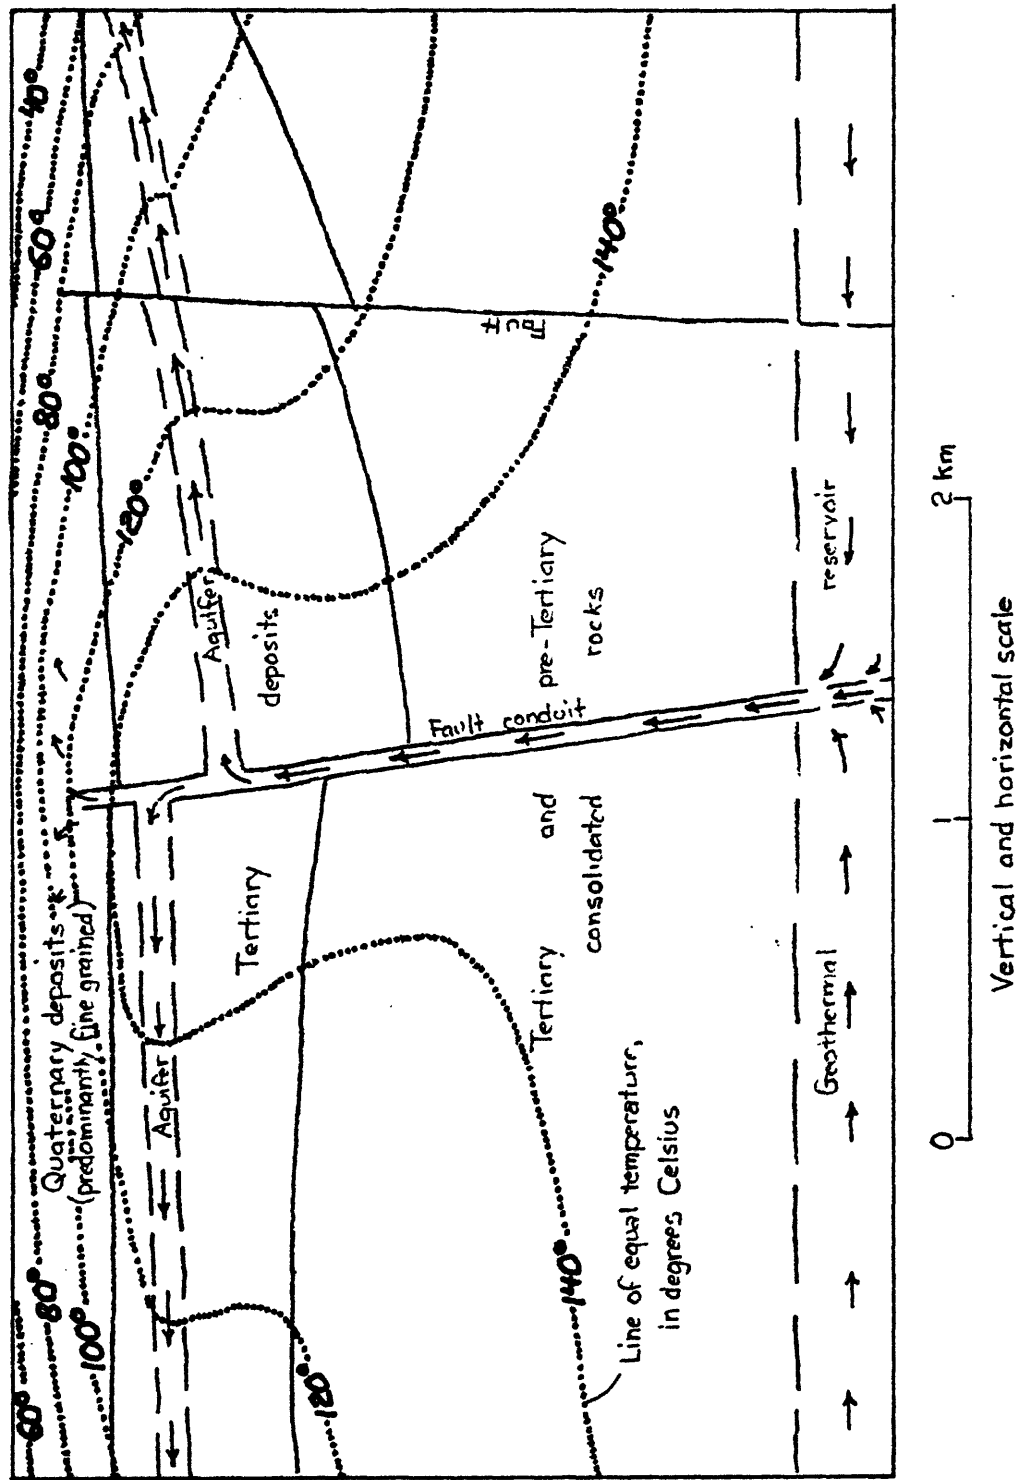 60°
40°
Quaternary deposits
60°
80°
80°
(predominantly fine grained)
100°
100°
120°
Aquifer
Aquifer
Tertiary
deposits
120°
Fault conduit
Fault
Tertiary and pre-Tertiary
consolidated rocks
140°
140°
Line of equal temperature,
in degrees Celsius
Geothermal reservoir
0 1 2 km
Vertical and horizontal scale